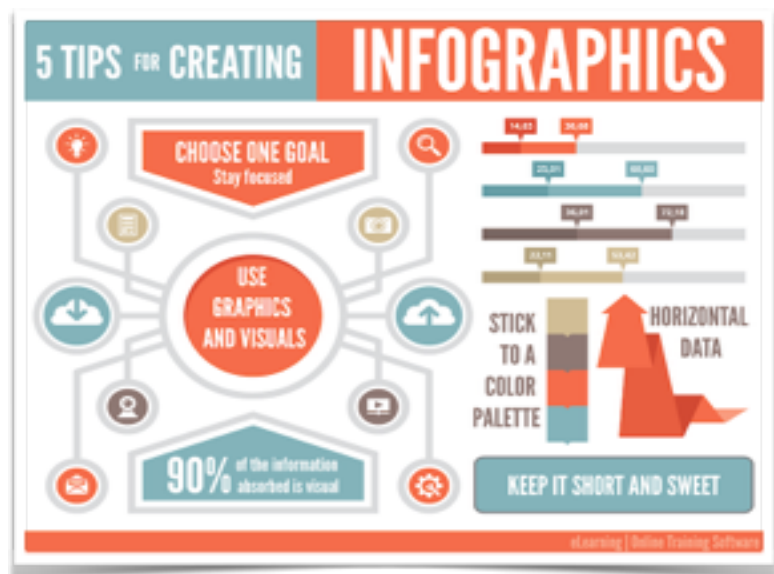 5 TIPS FOR CREATING
INFOGRAPHICS
CHOOSE ONE GOAL
Stay focused
USE
GRAPHICS
AND VISUALS
90% of the information
absorbed is visual
STICK
TO A
COLOR
PALETTE
HORIZONTAL
DATA
KEEP IT SHORT AND SWEET
eLearning | Online Training Software